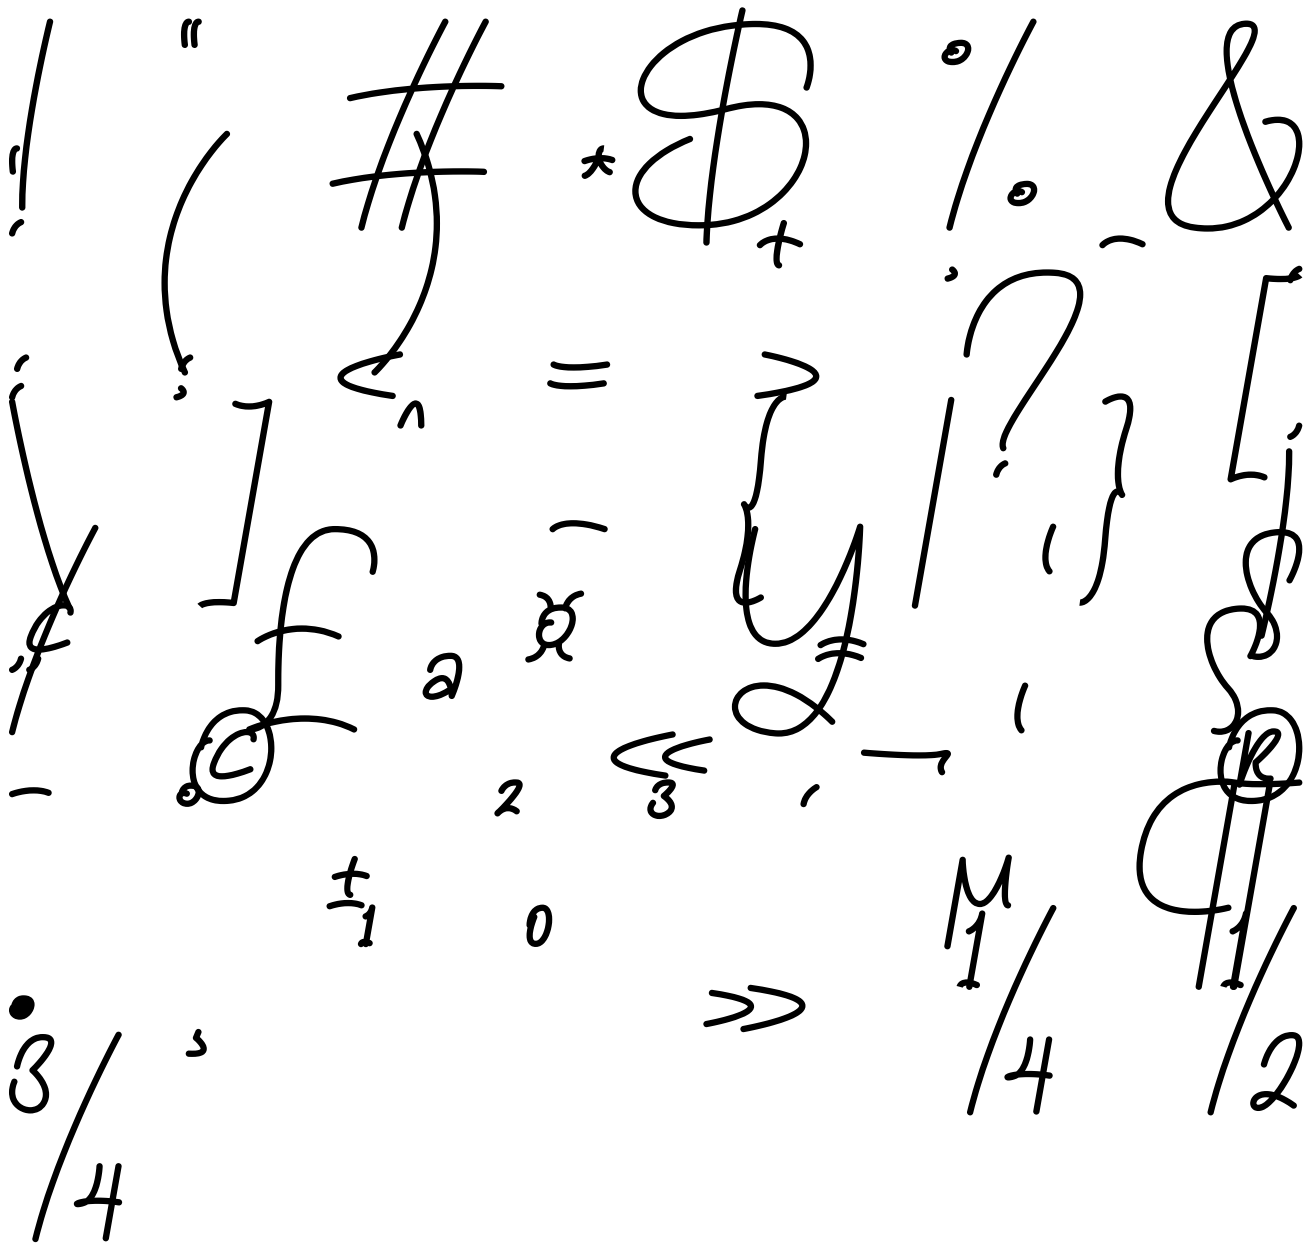 ! " # $ % &
' ( ) * + , - . /
: ; < = > ?
[ \ ] ^ _ ` { | } ~
¡ ¢ £ ¤ ¥ ¦ §
¨ © ª « ¬ ®
¯ ° ± ² ³ ´ µ ¶
· ¸ ¹ º » ¼ ½
¾